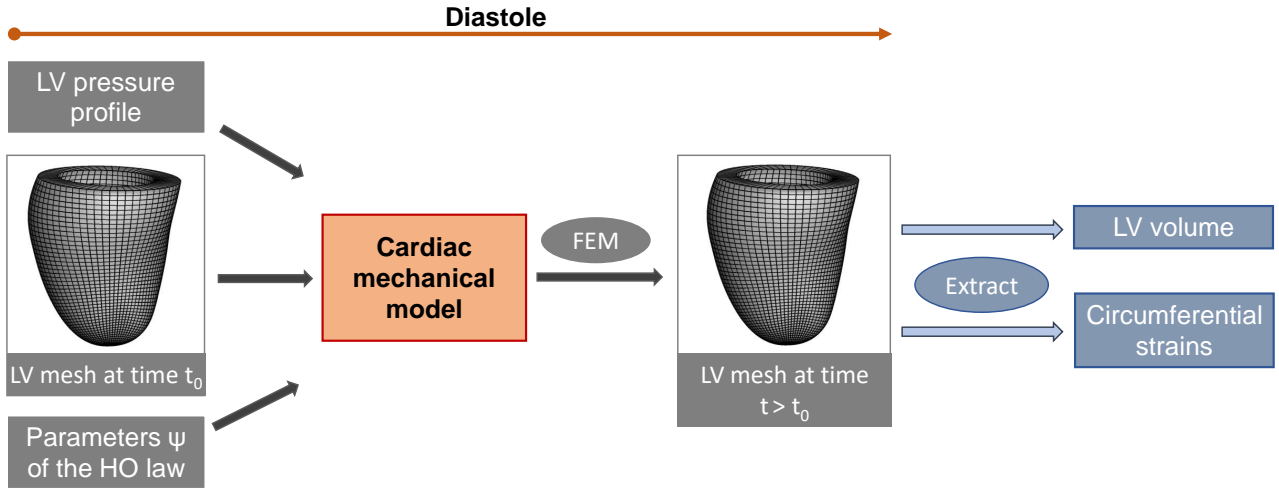 Diastole
LV pressure
profile
LV mesh at time t₀
Parameters ψ
of the HO law
Cardiac
mechanical
model
FEM
LV mesh at time
t > t₀
Extract
LV volume
Circumferential
strains